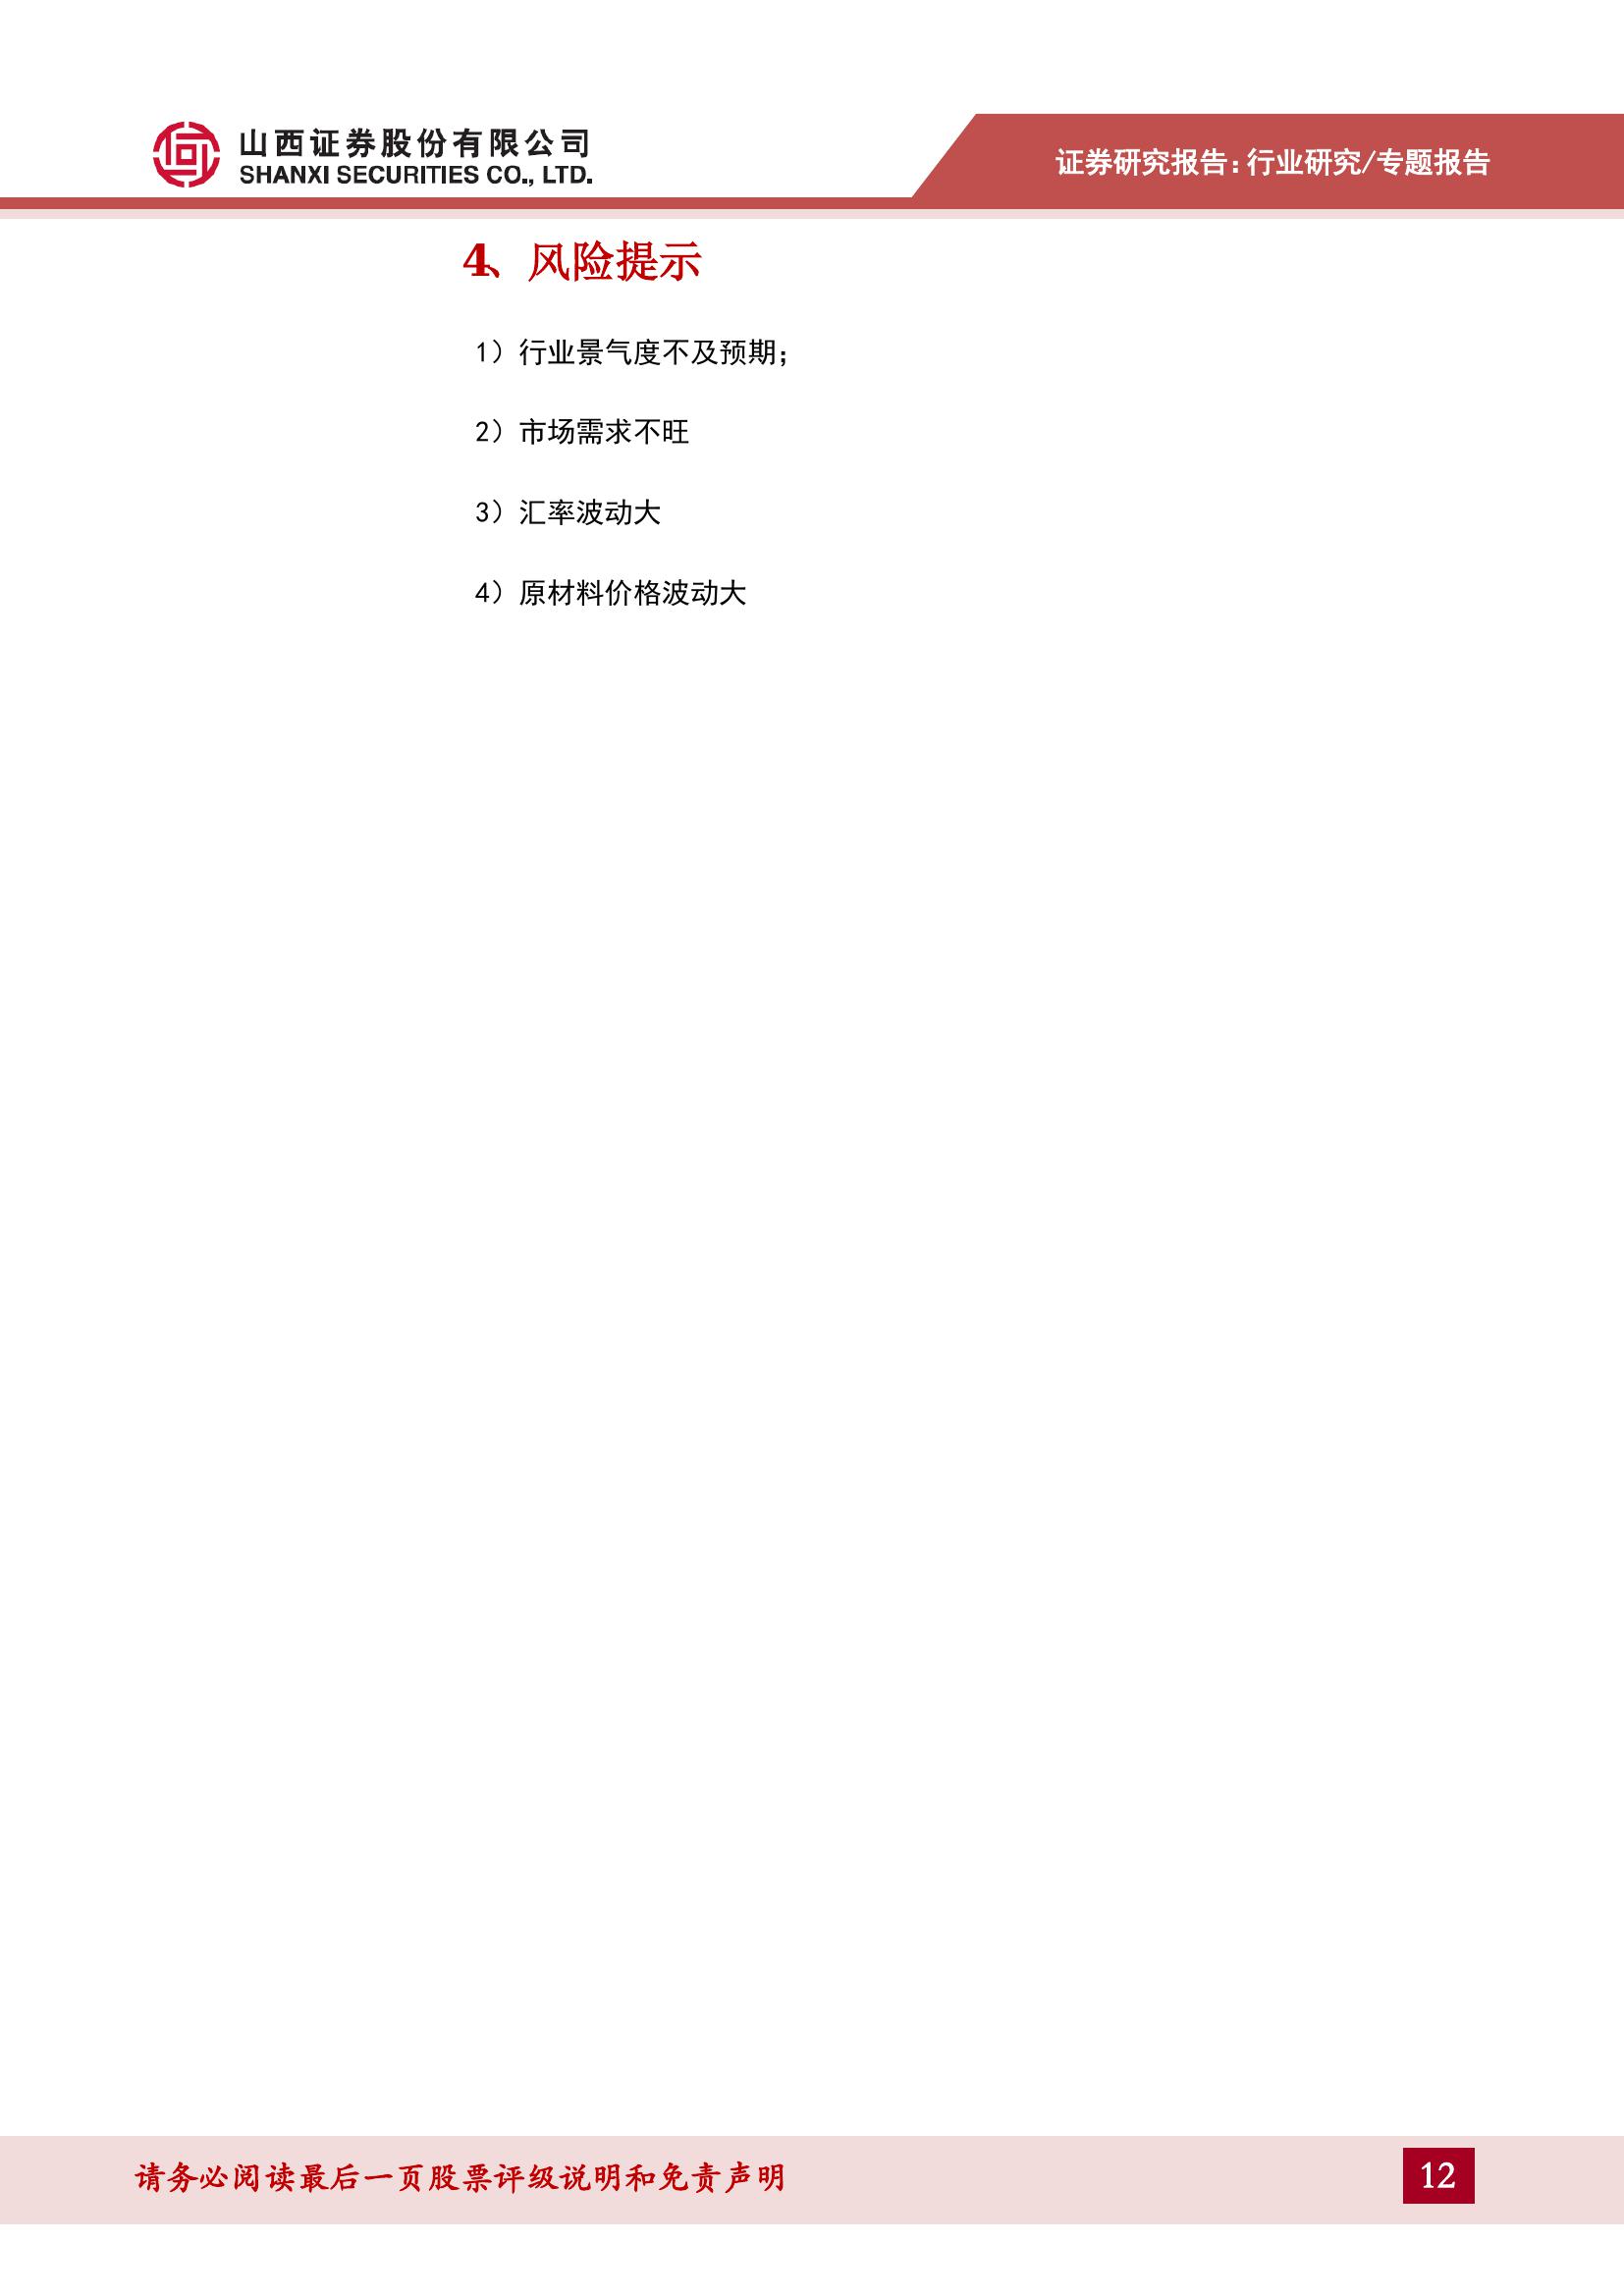 山西证券股份有限公司
SHANXI SECURITIES CO., LTD.
证券研究报告:行业研究/专题报告
4、风险提示
1）行业景气度不及预期;
2）市场需求不旺
3）汇率波动大
4）原材料价格波动大
请务必阅读最后一页股票评级说明和免责声明
12